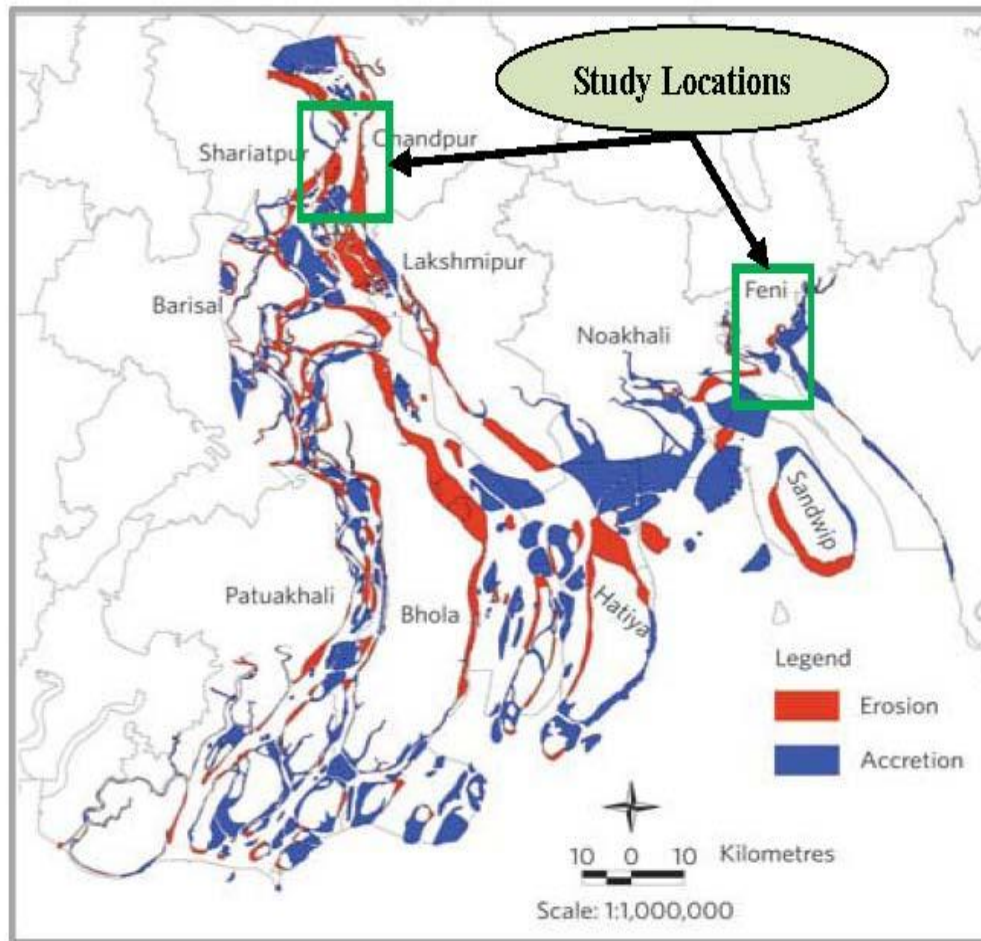 Study Locations
Shariatpur
Chandpur
Lakshmipur
Feni
Barisal
Noakhali
Sandwip
Patuakhali
Bhola
Hatiya
Legend
Erosion
Accretion
10 0 10 Kilometres
Scale: 1:1,000,000